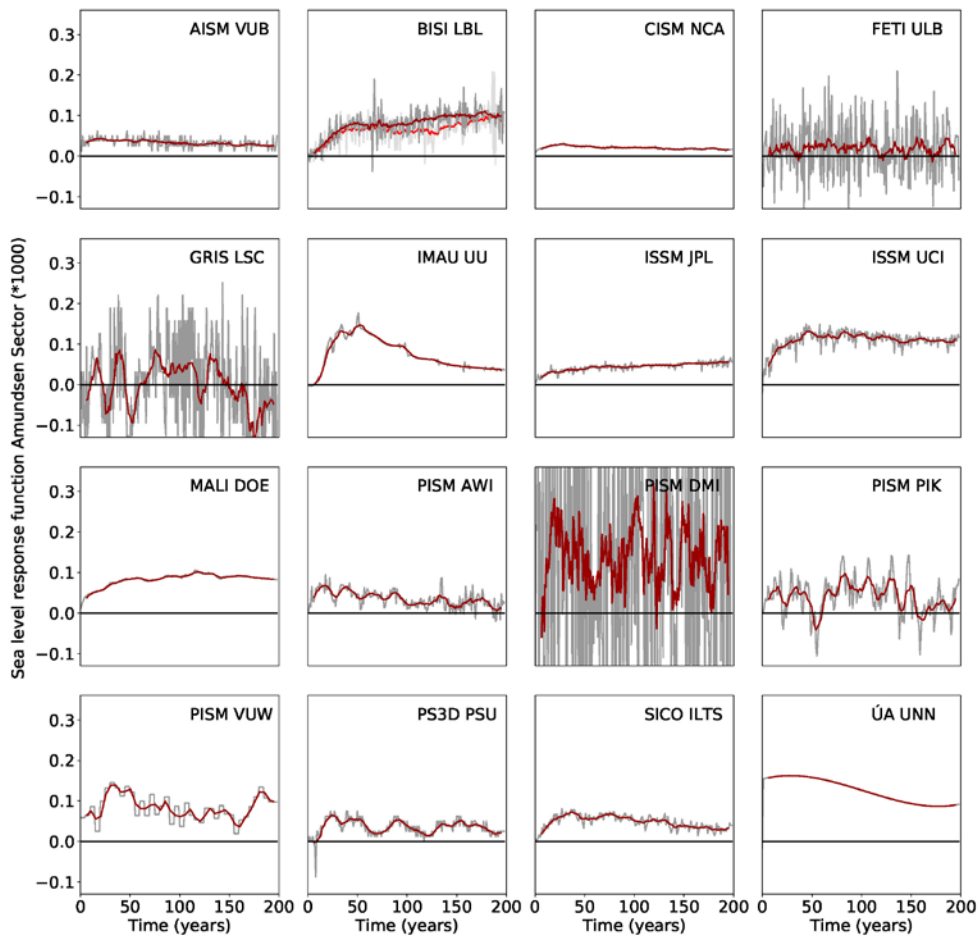 AISM VUB
BISI LBL
CISM NCA
FETI ULB
0.3
0.2
0.1
0.0
−0.1
GRIS LSC
IMAU UU
ISSM JPL
ISSM UCI
0.3
0.2
0.1
0.0
−0.1
MALI DOE
PISM AWI
PISM DMI
PISM PIK
0.3
0.2
0.1
0.0
−0.1
PISM VUW
PS3D PSU
SICO ILTS
ÚA UNN
0.3
0.2
0.1
0.0
−0.1
0 50 100 150 200
0 50 100 150 200
0 50 100 150 200
0 50 100 150 200
Time (years)
Time (years)
Time (years)
Time (years)
Sea level response function Amundsen Sector (*1000)